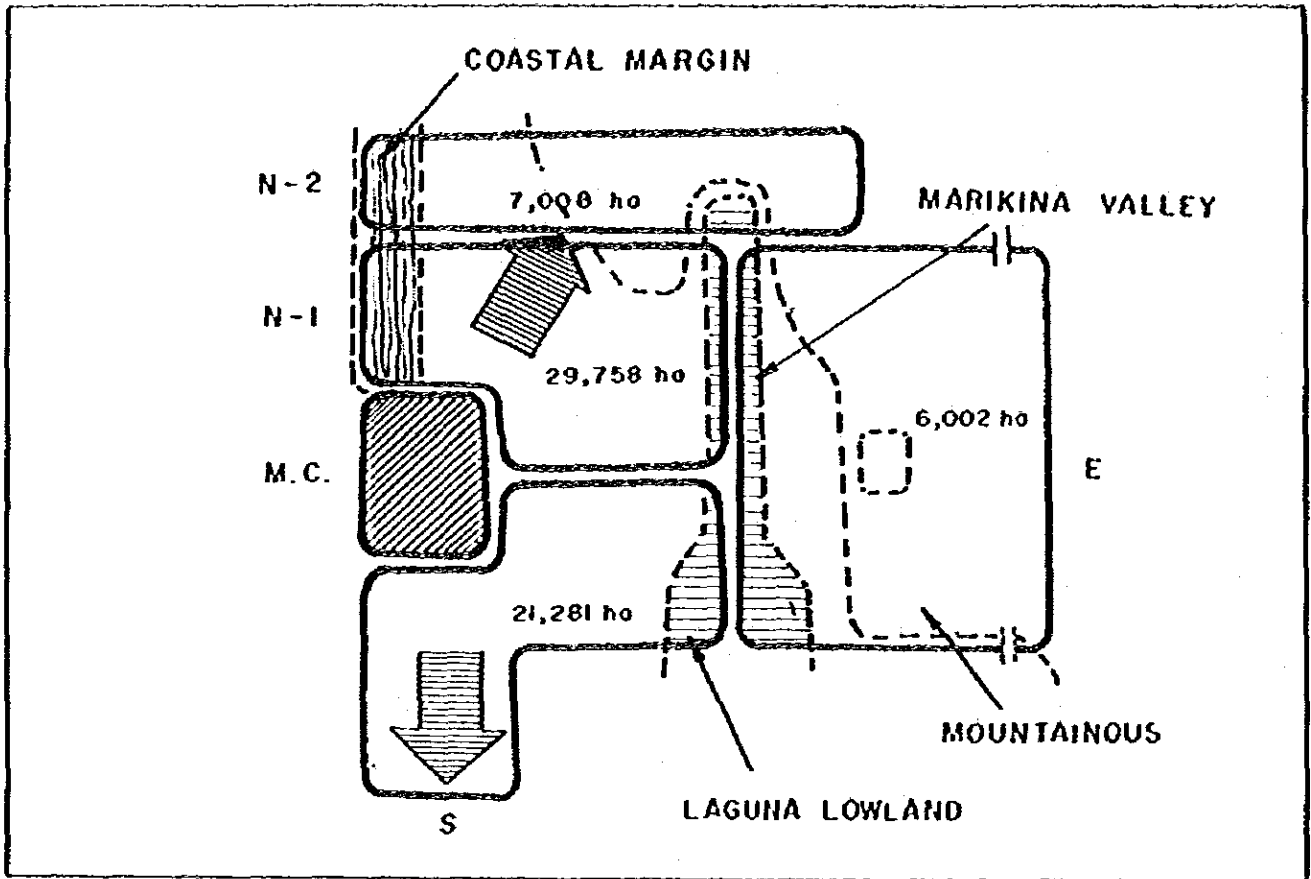 COASTAL MARGIN
N-2
7,008 ha
MARIKINA VALLEY
N-1
29,758 ha
6,002 ha
M.C.
E
21,281 ha
MOUNTAINOUS
LAGUNA LOWLAND
S